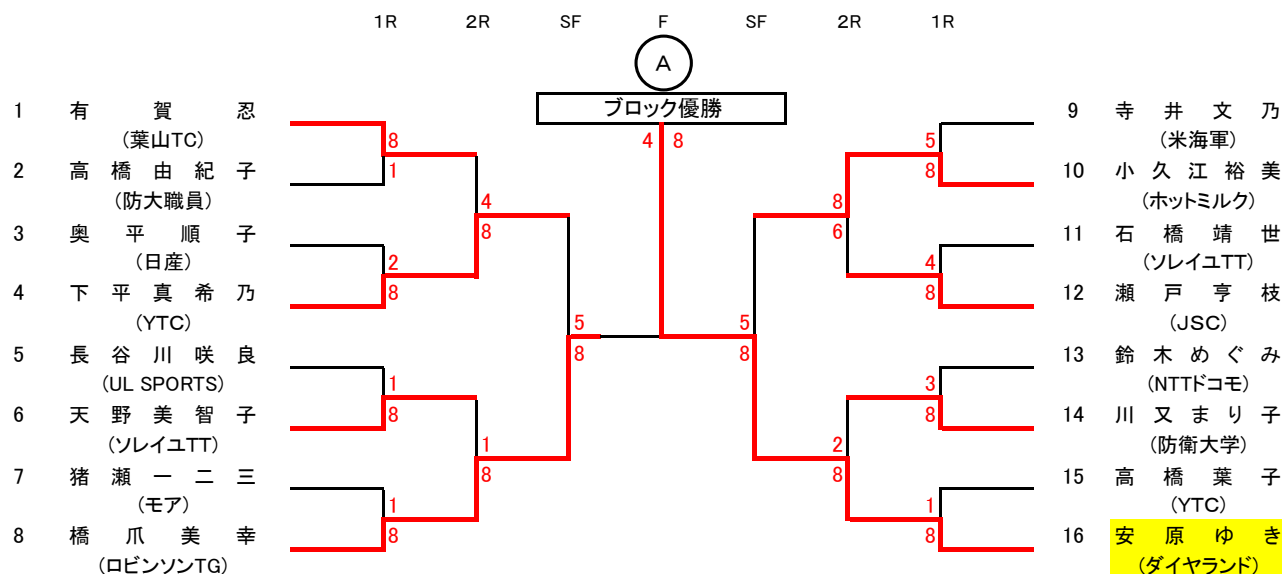 1R 2R SF F SF 2R 1R
A
ブロック優勝
4 8
1 有賀忍
(葉山TC)
2 高橋由紀子
(防大職員)
3 奥平順子
(日産)
4 下平真希乃
(YTC)
5 長谷川咲良
(UL SPORTS)
6 天野美智子
(ソレイユTT)
7 猪瀬一二三
(モア)
8 橋爪美幸
(ロビンソンTG)
8
1
2
8
1
8
1
8
4
8
1
8
5
8
5
8
8
6
2
8
5
8
4
8
3
8
1
8
9 寺井文乃
(米海軍)
10 小久江裕美
(ホットミルク)
11 石橋靖世
(ソレイユTT)
12 瀬戸亨枝
(JSC)
13 鈴木めぐみ
(NTTドコモ)
14 川又まり子
(防衛大学)
15 高橋葉子
(YTC)
16 安原ゆき
(ダイヤランド)